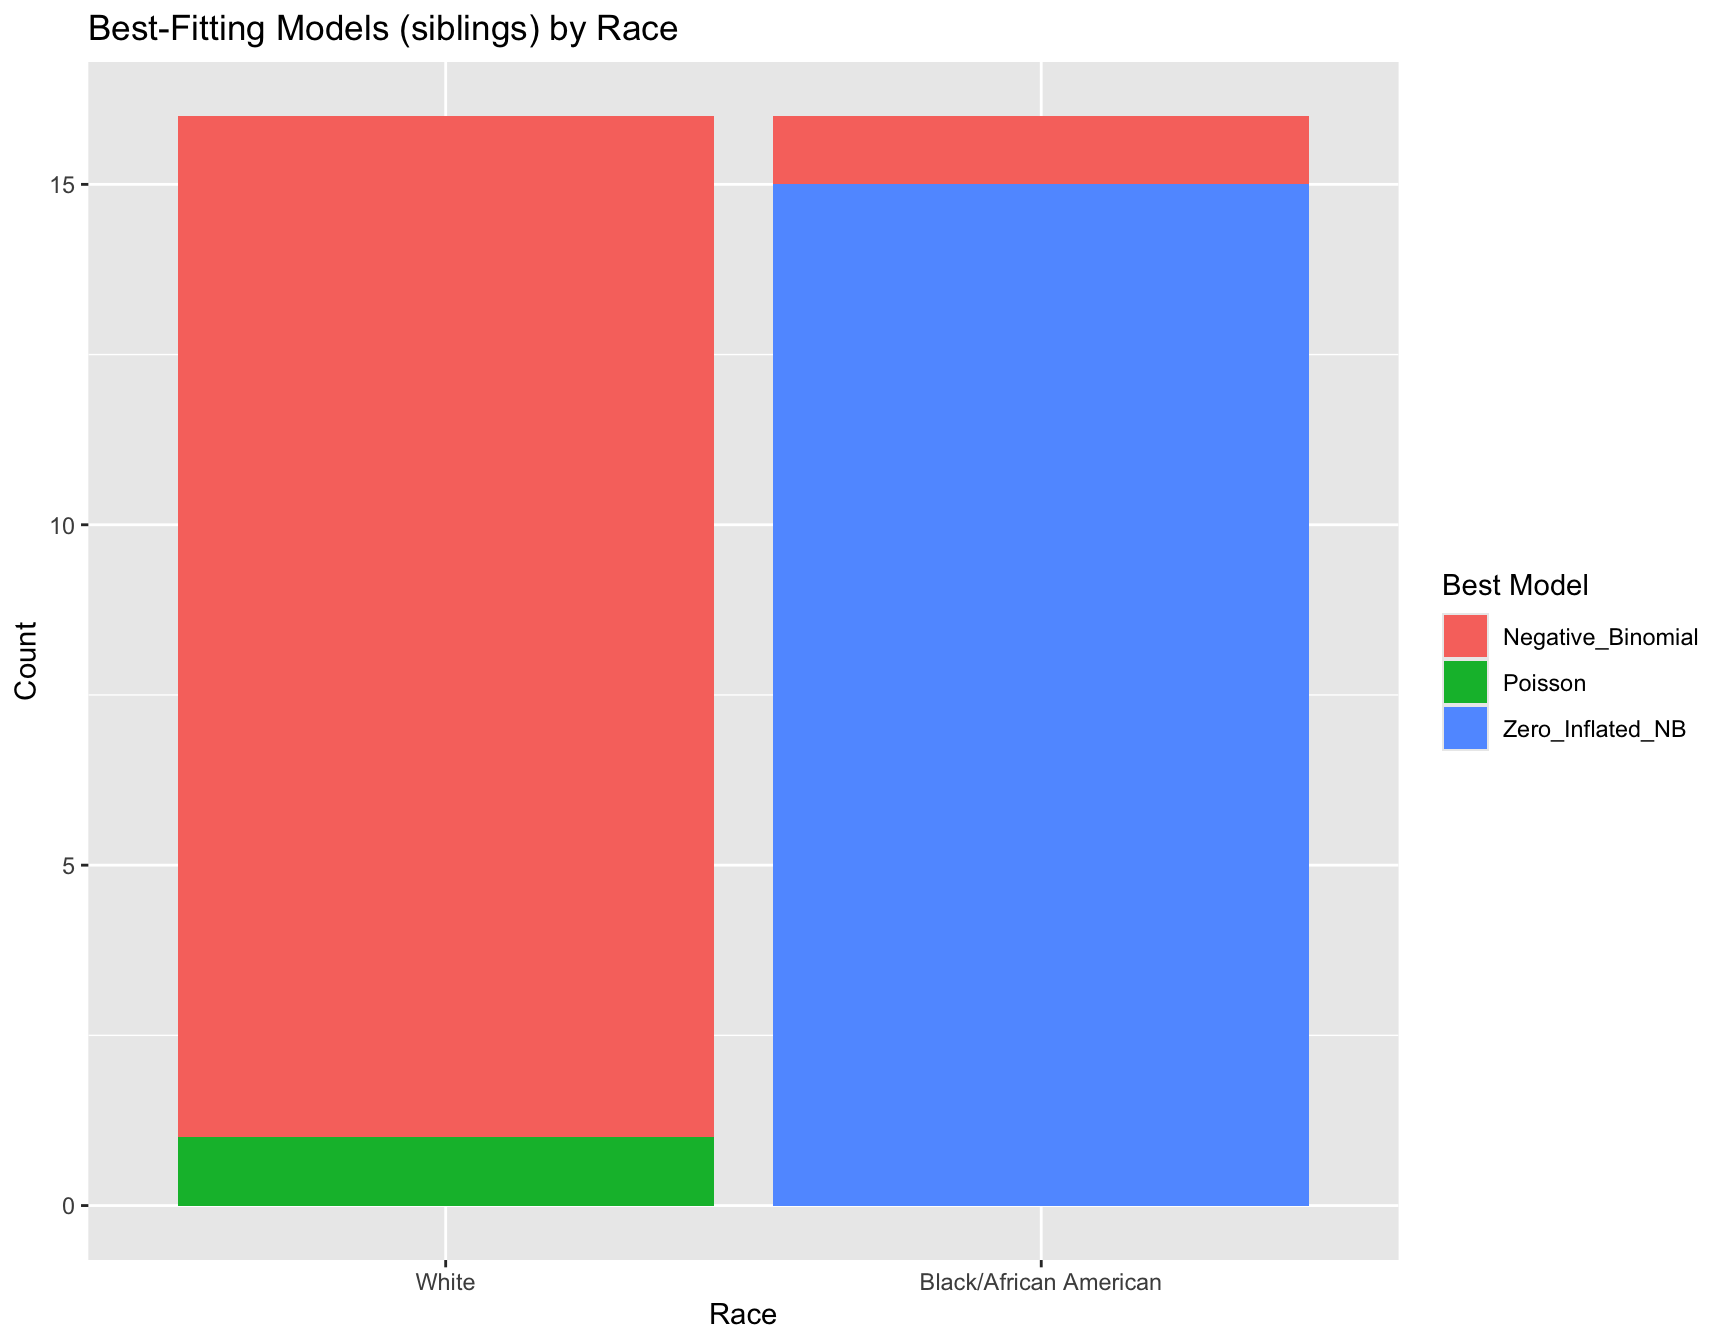 Best-Fitting Models (siblings) by Race
Count
15
10
5
0
White
Black/African American
Race
Best Model
Negative_Binomial
Poisson
Zero_Inflated_NB